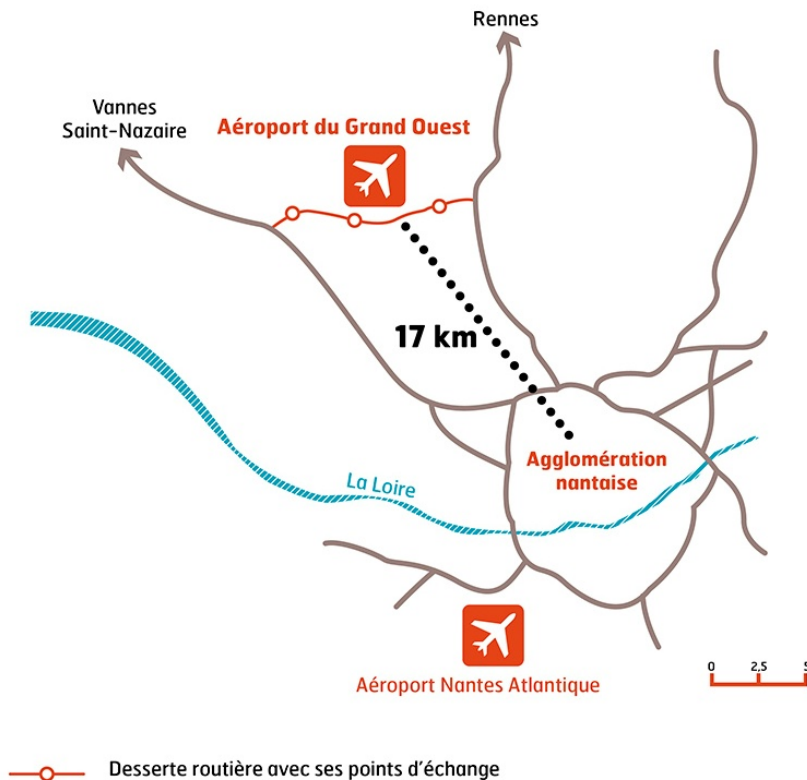 Rennes
Vannes
Saint-Nazaire
Aéroport du Grand Ouest
17 km
Agglomération
nantaise
La Loire
Aéroport Nantes Atlantique
0 2,5 5
Desserte routière avec ses points d'échange